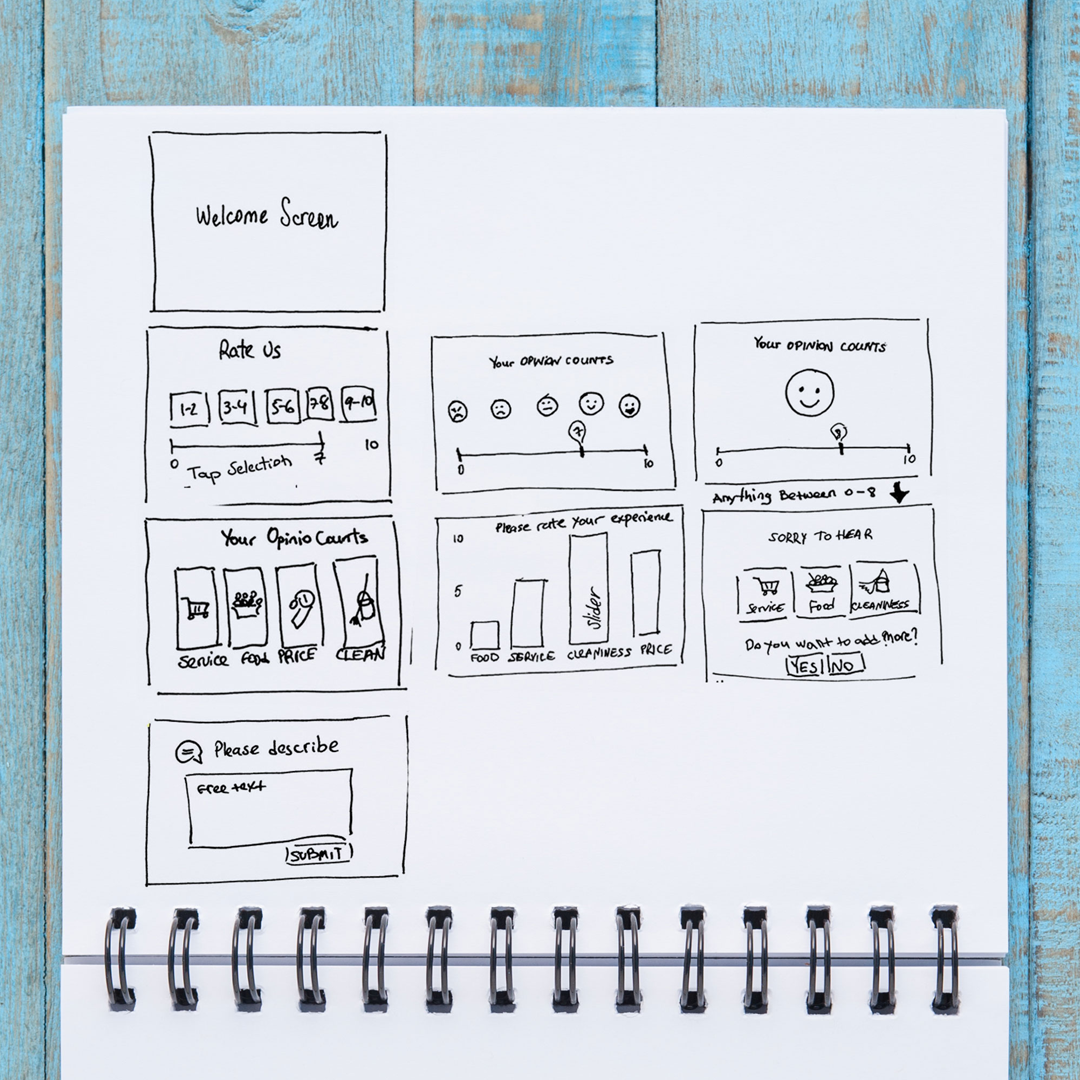 Welcome Screen
Rate Us
1-2 3-4 5-6 7-8 9-10
0 7 10
Tap Selection
Your OPINION COUNTS
7
0 10
Your OPINION COUNTS
8
0 10
Anything Between 0-8
Your Opinio Counts
Service Food PRICE CLEAN
Please rate your experience
10
5
0
slider
FOOD SERVICE CLEANINESS PRICE
SORRY TO HEAR
SERVICE Food CLEANINESS
Do you want to add more?
YES NO
Please describe
Free text
SUBMIT